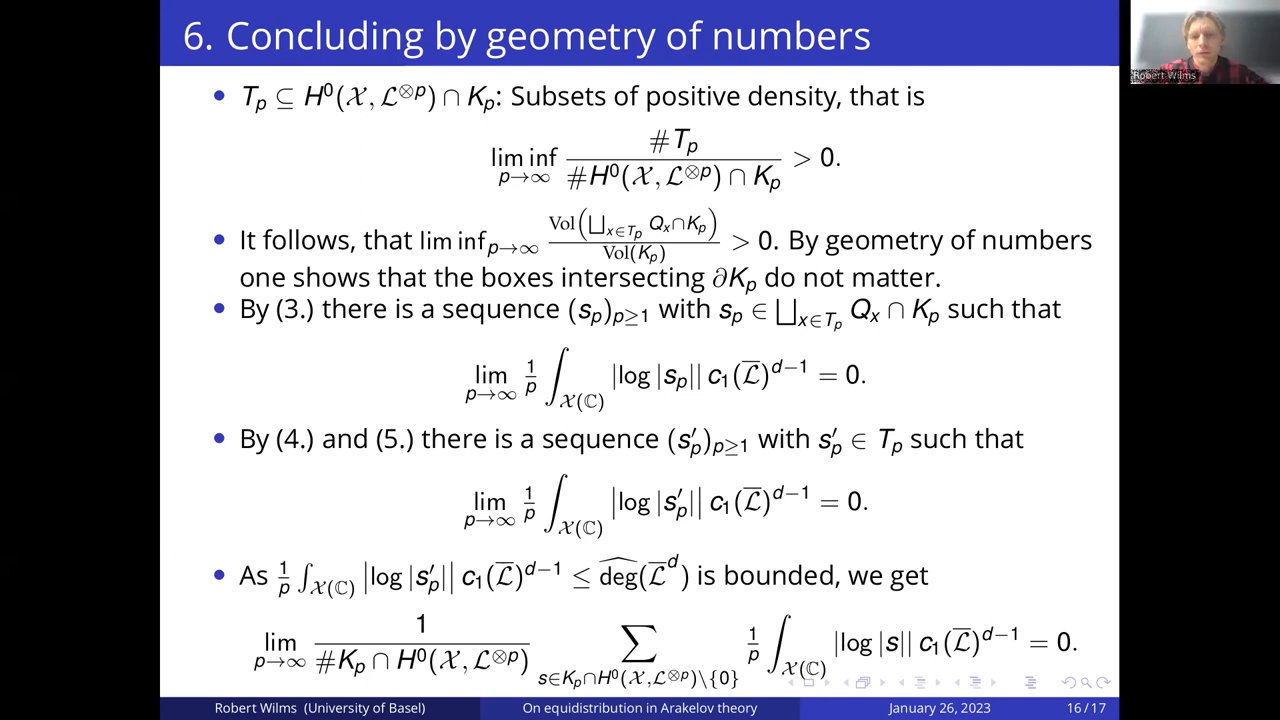 6. Concluding by geometry of numbers
Robert Wilms
• T_p ⊆ H^0(𝒳, ℒ^{⊗p}) ∩ K_p: Subsets of positive density, that is
lim inf_{p→∞} #T_p / #H^0(𝒳, ℒ^{⊗p}) ∩ K_p > 0.
• It follows, that lim inf_{p→∞} Vol(⨆_{x∈T_p} Q_x∩K_p) / Vol(K_p) > 0. By geometry of numbers
one shows that the boxes intersecting ∂K_p do not matter.
• By (3.) there is a sequence (s_p)_{p≥1} with s_p ∈ ⨆_{x∈T_p} Q_x ∩ K_p such that
lim_{p→∞} 1/p ∫_{𝒳(ℂ)} |log |s_p|| c_1(ℒ̅)^{d−1} = 0.
• By (4.) and (5.) there is a sequence (s′_p)_{p≥1} with s′_p ∈ T_p such that
lim_{p→∞} 1/p ∫_{𝒳(ℂ)} |log |s′_p|| c_1(ℒ̅)^{d−1} = 0.
• As 1/p ∫_{𝒳(ℂ)} |log |s′_p|| c_1(ℒ̅)^{d−1} ≤ \widehat{deg}(ℒ̅^d) is bounded, we get
lim_{p→∞} 1 / #K_p ∩ H^0(𝒳, ℒ^{⊗p}) ∑_{s∈K_p∩H^0(𝒳,ℒ^{⊗p})\{0}} 1/p ∫_{𝒳(ℂ)} |log |s|| c_1(ℒ̅)^{d−1} = 0.
Robert Wilms (University of Basel) On equidistribution in Arakelov theory January 26, 2023 16 / 17